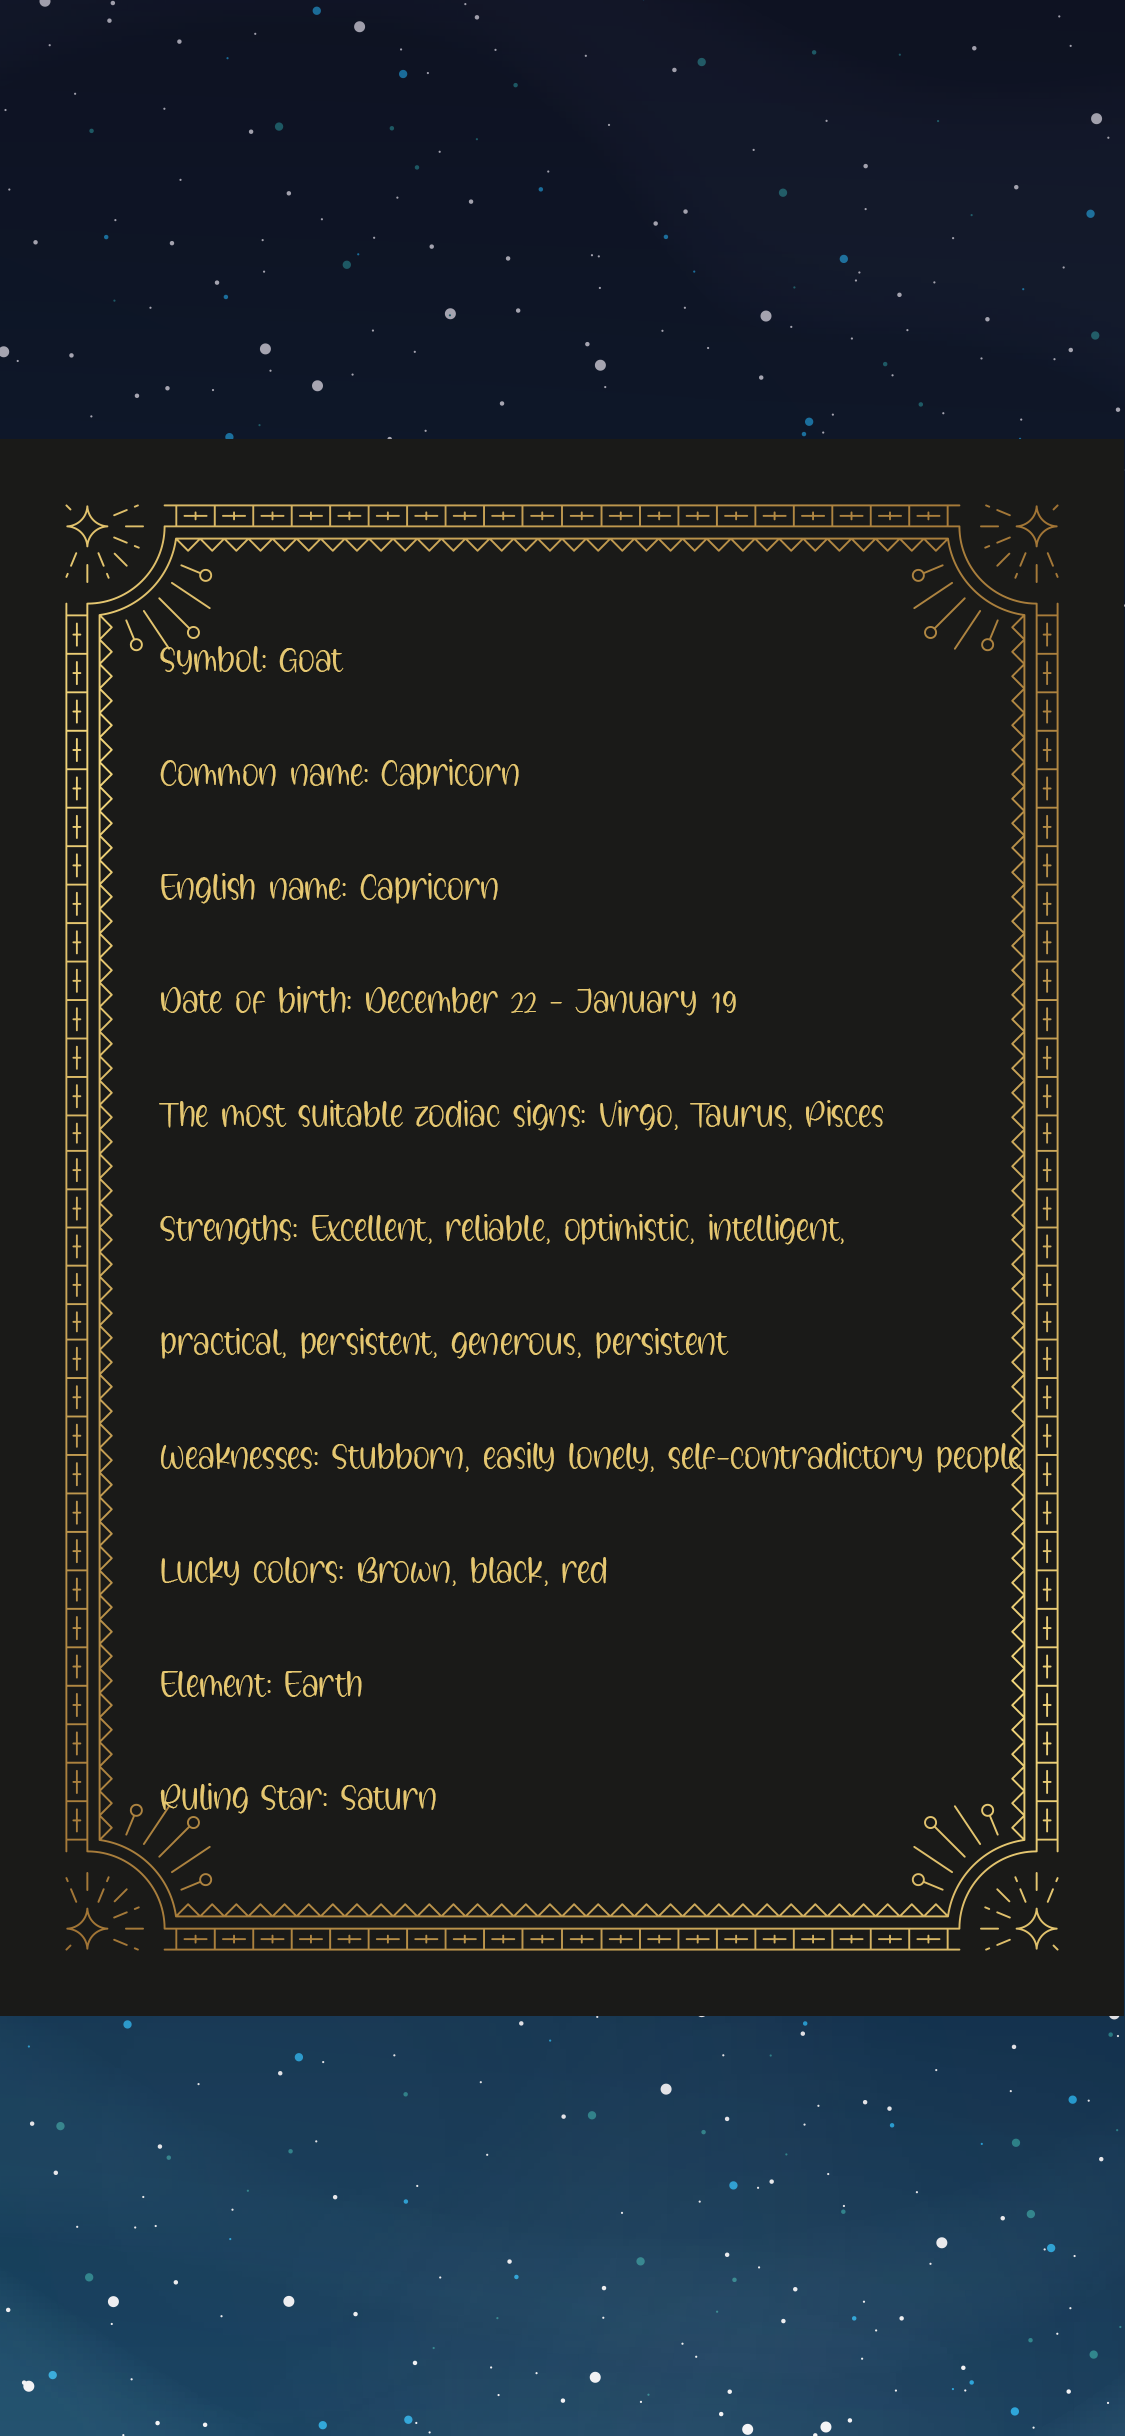 Symbol: Goat
Common name: Capricorn
English name: Capricorn
Date of birth: December 22 - January 19
The most suitable zodiac signs: Virgo, Taurus, Pisces
Strengths: Excellent, reliable, optimistic, intelligent,
practical, persistent, generous, persistent
Weaknesses: Stubborn, easily lonely, self-contradictory people
Lucky colors: Brown, black, red
Element: Earth
Ruling Star: Saturn